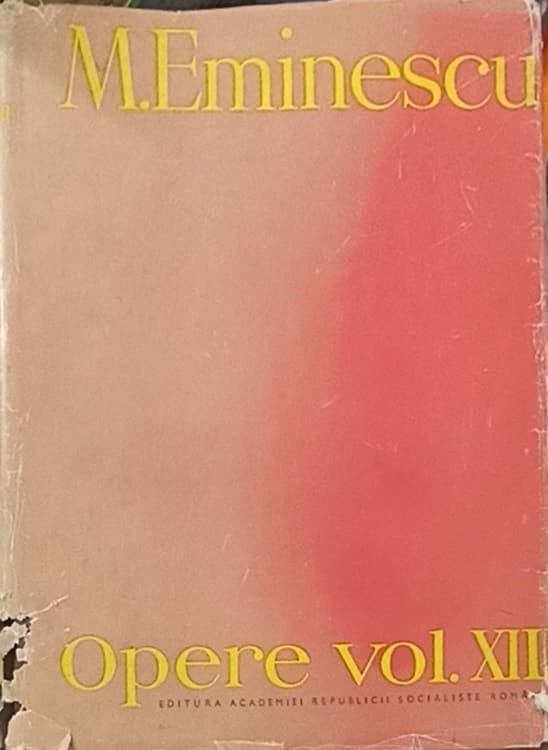 M. Eminescu
Opere vol. XII
EDITURA ACADEMIEI REPUBLICII SOCIALISTE